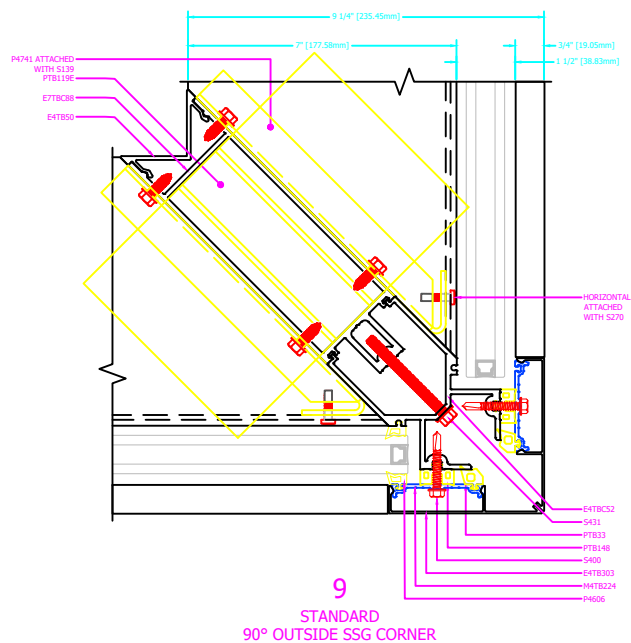 9 1/4" [235.45mm]
7" [177.58mm]
3/4" [19.05mm]
1 1/2" [38.83mm]
P4741 ATTACHED
WITH S139
PTB119E
E7TBC88
E4TB50
HORIZONTAL
ATTACHED
WITH S270
E4TBC52
S431
PTB33
PTB148
S400
E4TB303
M4TB224
P4606
9
STANDARD
90° OUTSIDE SSG CORNER